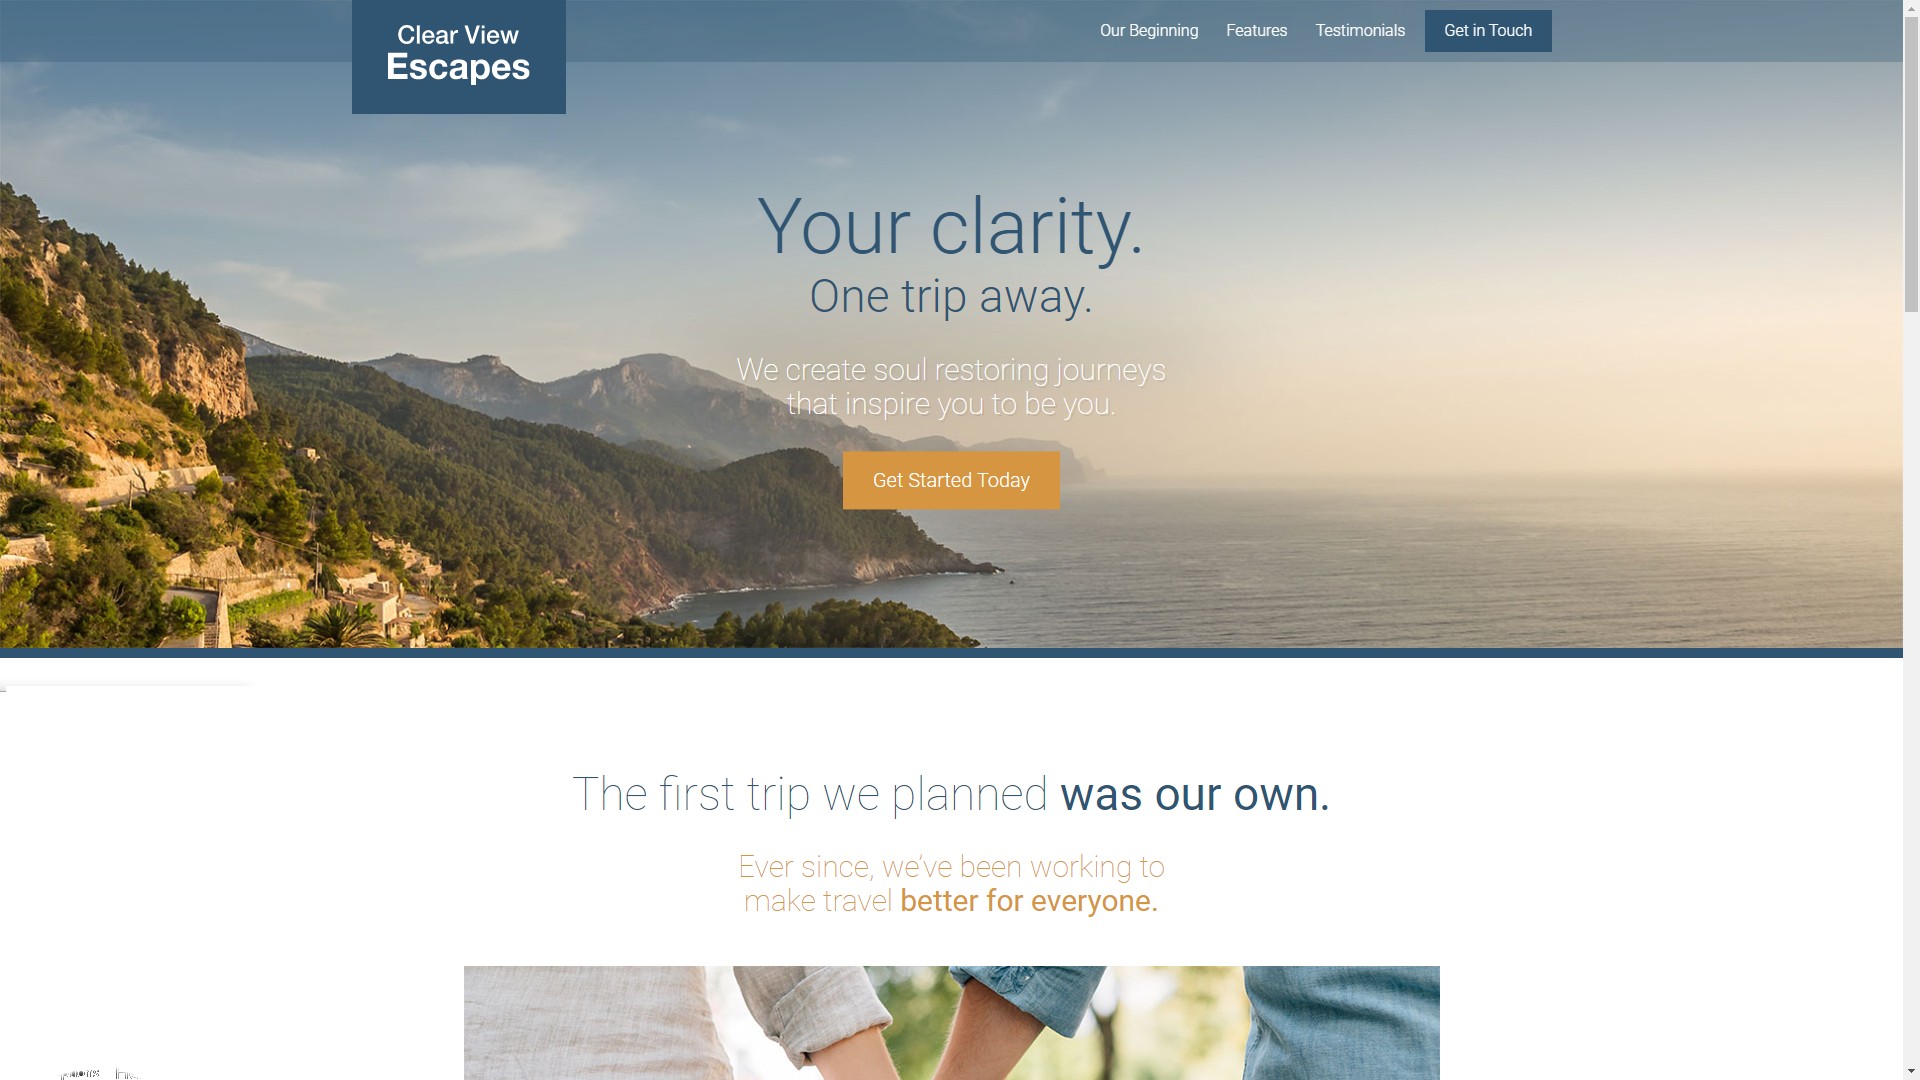 Clear View
Escapes
Our Beginning
Features
Testimonials
Get in Touch
Your clarity.
One trip away.
We create soul restoring journeys
that inspire you to be you.
Get Started Today
The first trip we planned was our own.
Ever since, we’ve been working to
make travel better for everyone.